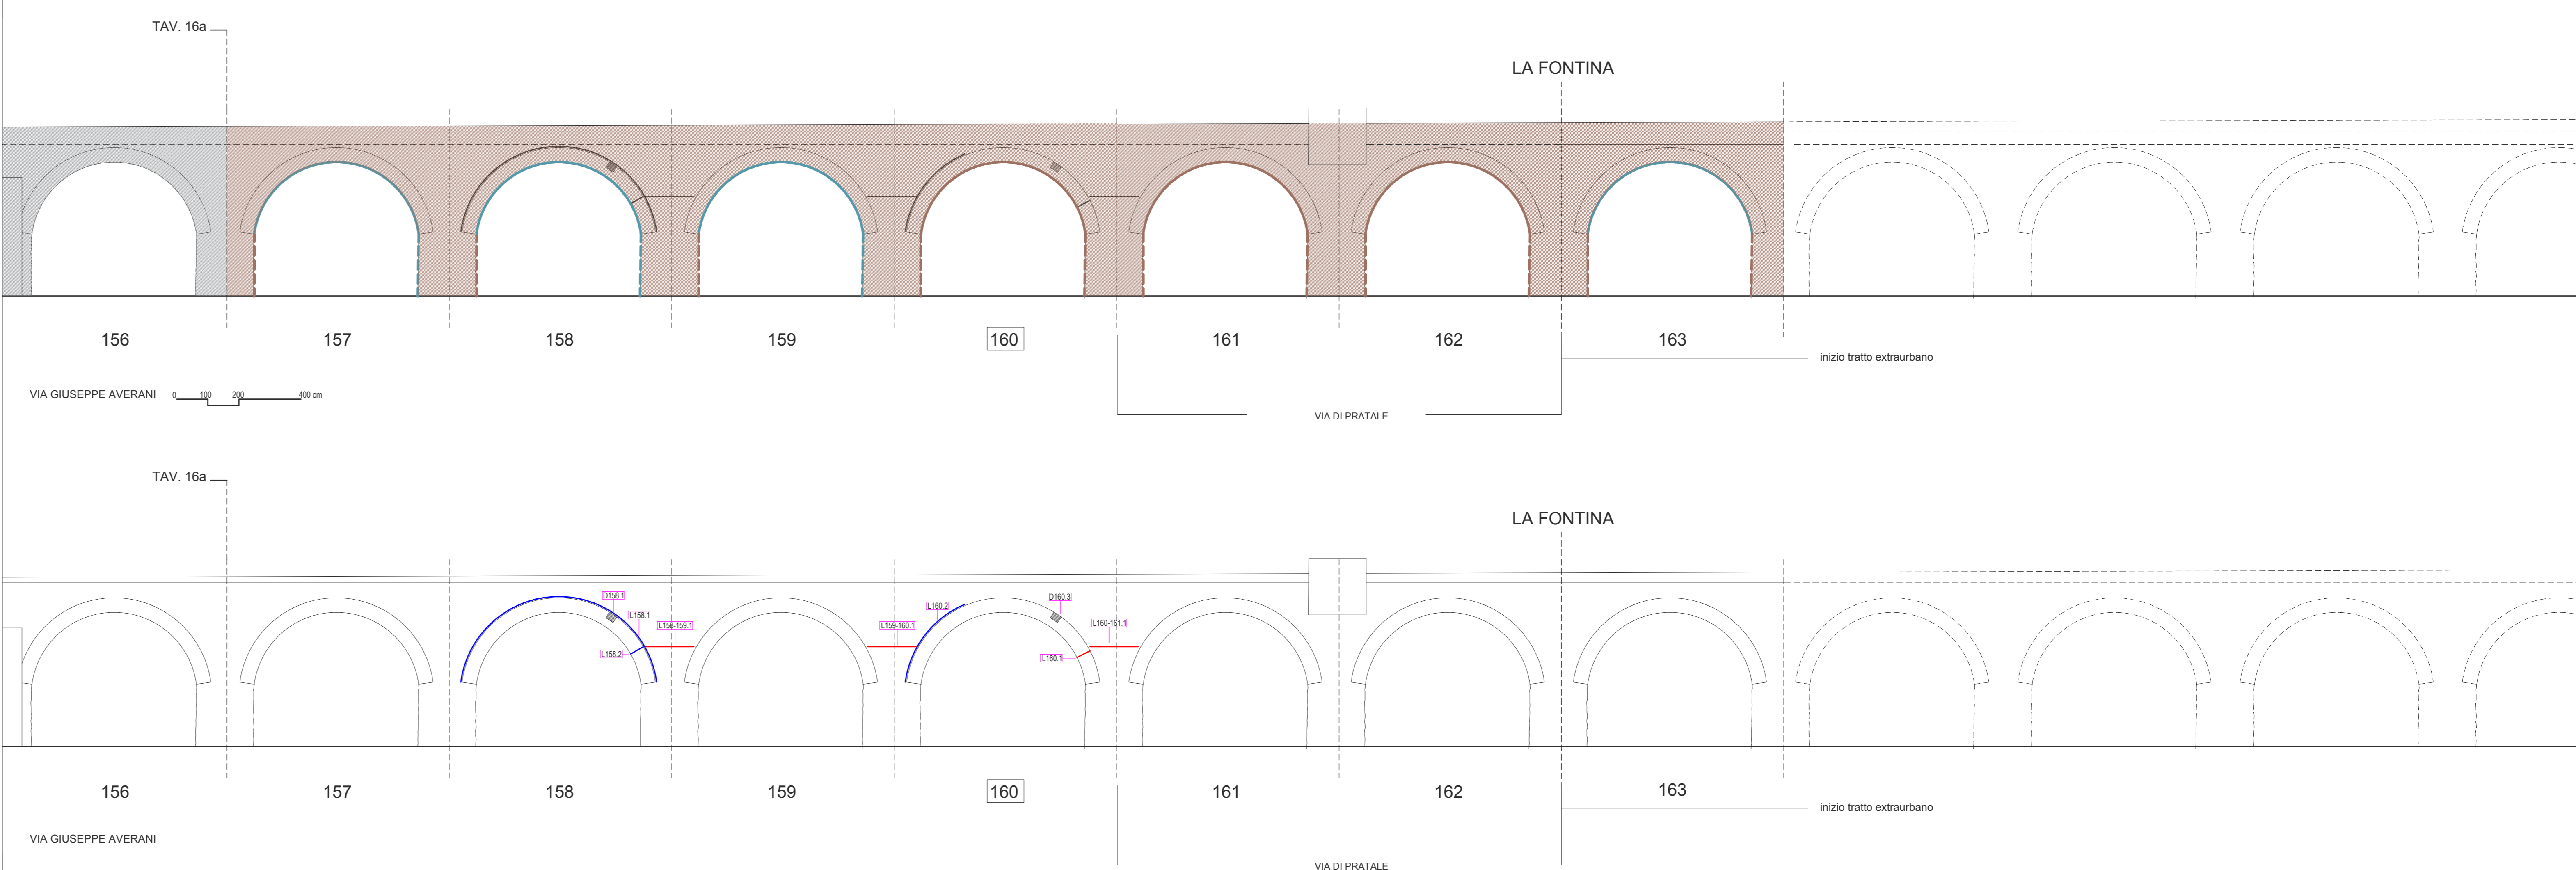 TAV. 16a
LA FONTINA
156 157 158 159 160 161 162 163
inizio tratto extraurbano
VIA GIUSEPPE AVERANI 0 100 200 400 cm
VIA DI PRATALE
TAV. 16a
LA FONTINA
D158.1 D160.3
L158.1 L160.2
L158-159.1 L159-160.1 L160-161.1
L158.2 L160.1
156 157 158 159 160 161 162 163
inizio tratto extraurbano
VIA GIUSEPPE AVERANI
VIA DI PRATALE